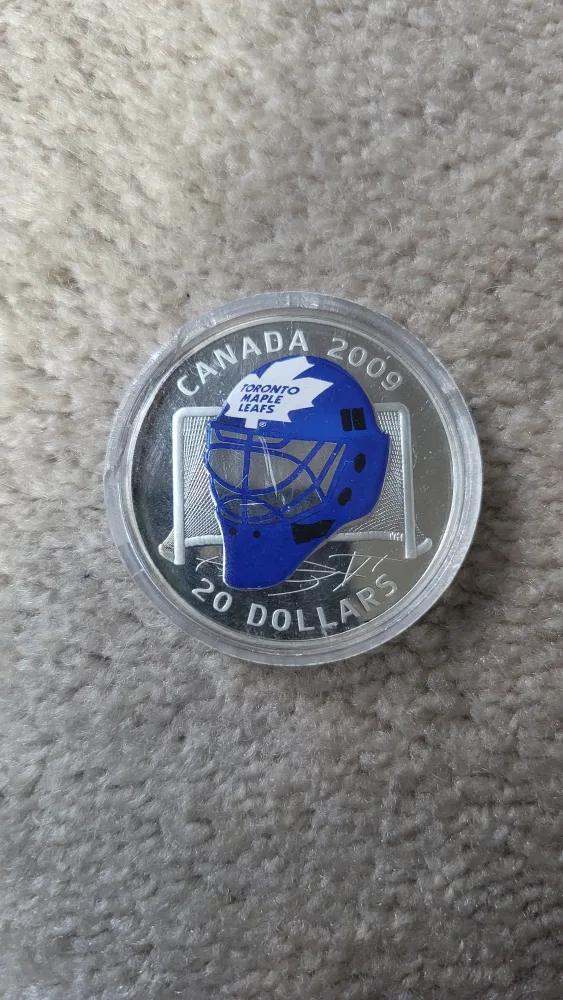 CANADA 2009
TORONTO
MAPLE
LEAFS
®
20 DOLLARS